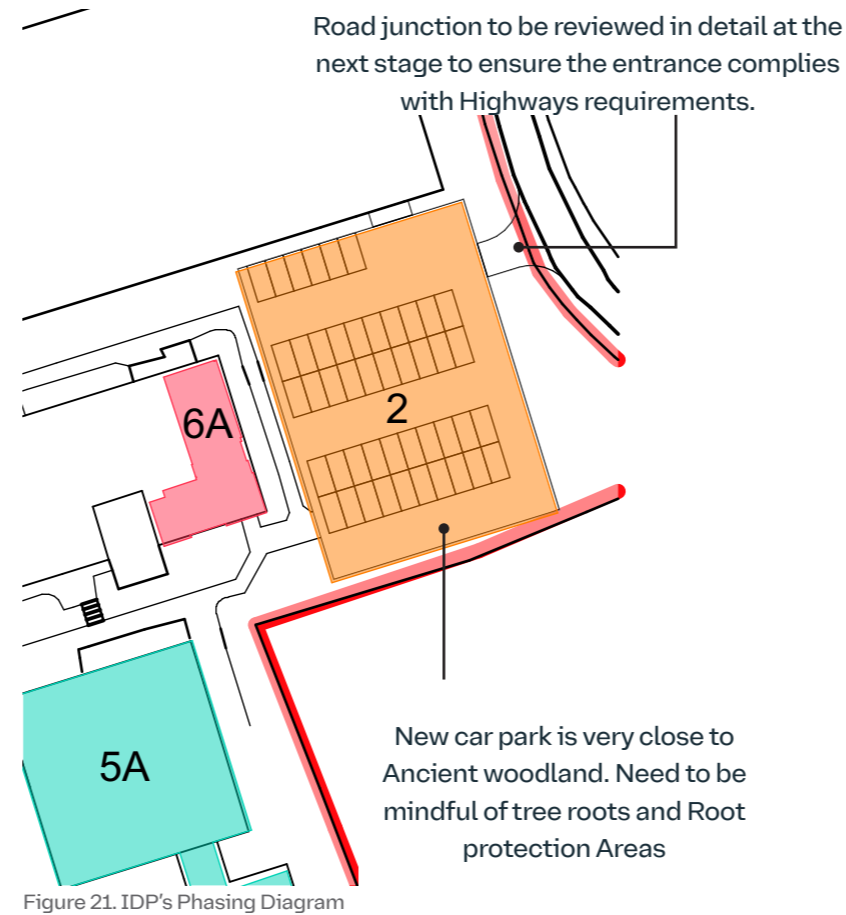 Road junction to be reviewed in detail at the
next stage to ensure the entrance complies
with Highways requirements.
6A
2
5A
New car park is very close to
Ancient woodland. Need to be
mindful of tree roots and Root
protection Areas
Figure 21. IDP's Phasing Diagram